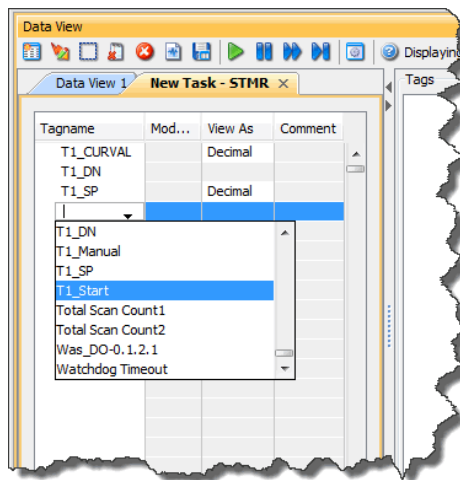 Data View
Displaying
Data View 1 New Task - STMR
Tags
Tagname Mod... View As Comment
T1_CURVAL Decimal
T1_DN
T1_SP Decimal
T1_DN
T1_Manual
T1_SP
T1_Start
Total Scan Count1
Total Scan Count2
Was_DO-0.1.2.1
Watchdog Timeout